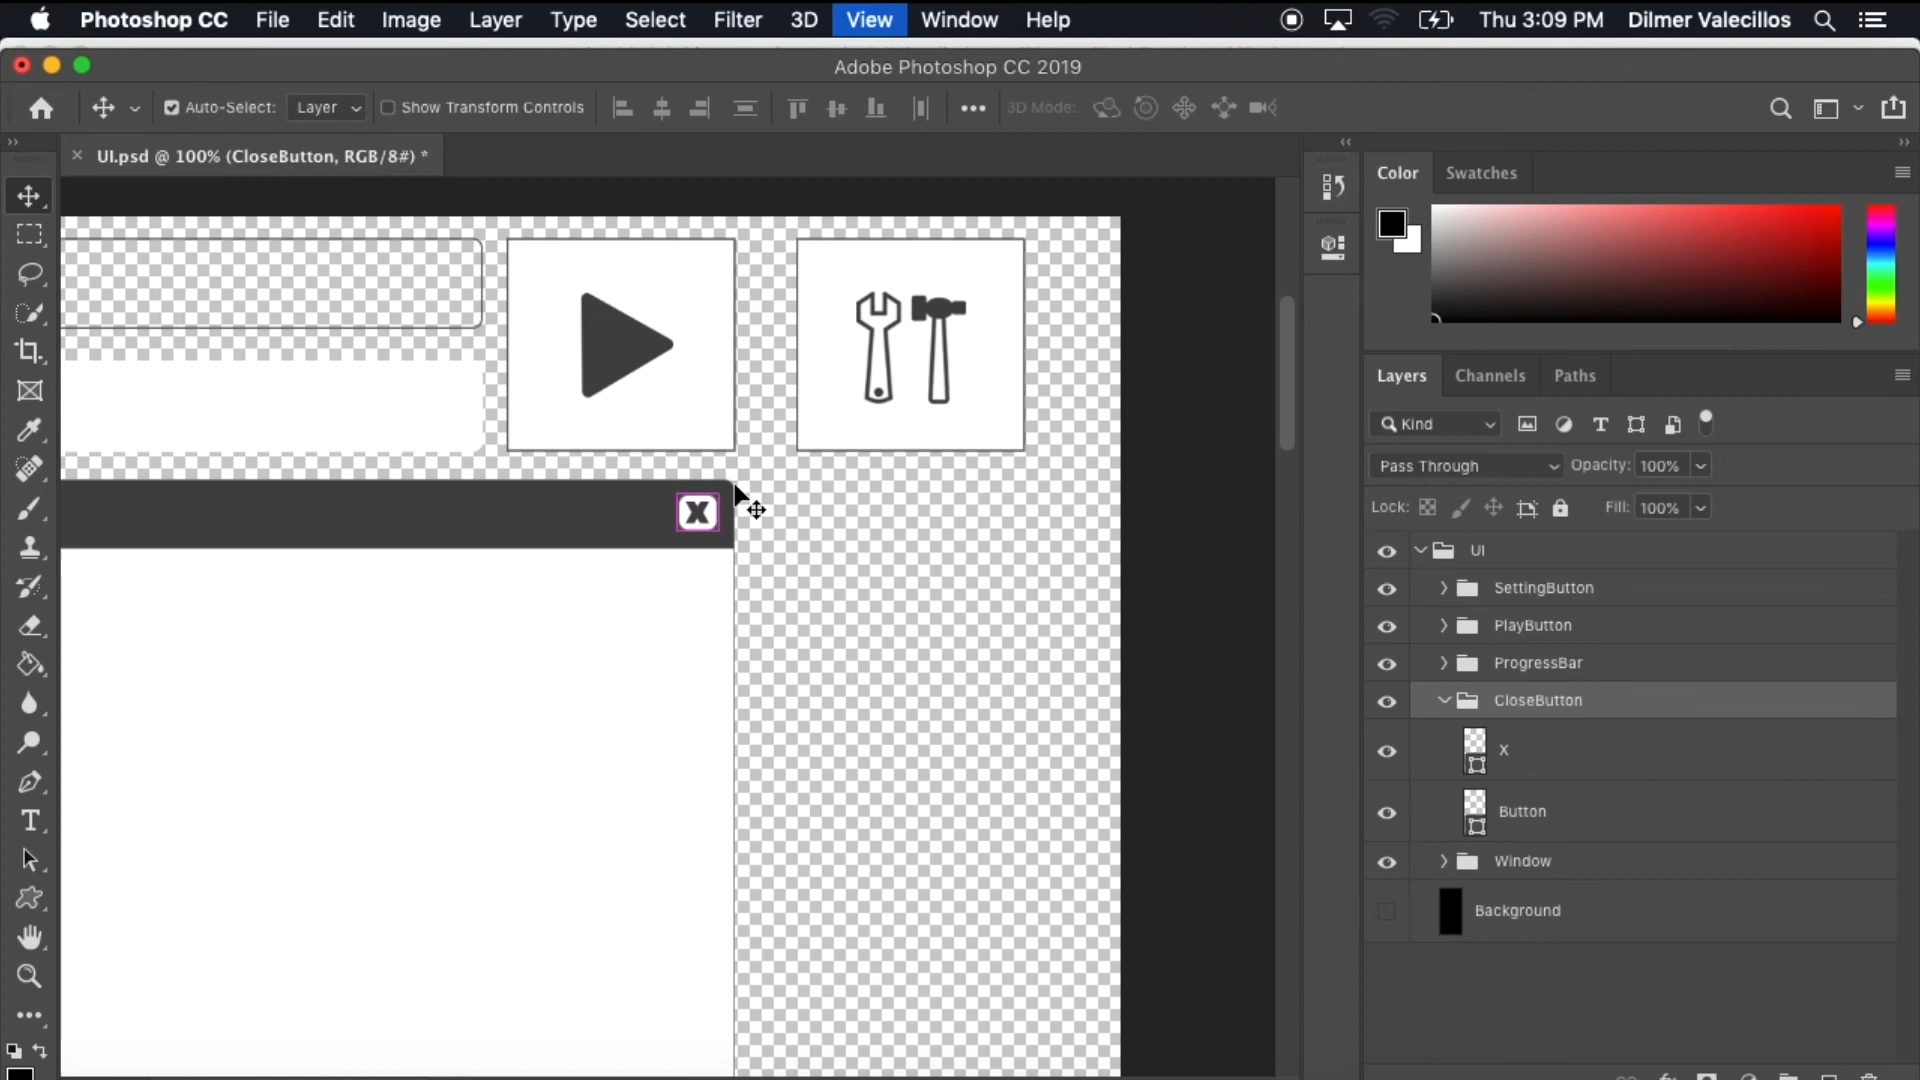 Photoshop CC File Edit Image Layer Type Select Filter 3D View Window Help Thu 3:09 PM Dilmer Valecillos
Adobe Photoshop CC 2019
Auto-Select: Layer Show Transform Controls 3D Mode:
UI.psd @ 100% (CloseButton, RGB/8#) *
Color Swatches
X
Layers Channels Paths
Kind
Pass Through Opacity: 100%
Lock: Fill: 100%
UI
SettingButton
PlayButton
ProgressBar
CloseButton
X
Button
Window
Background